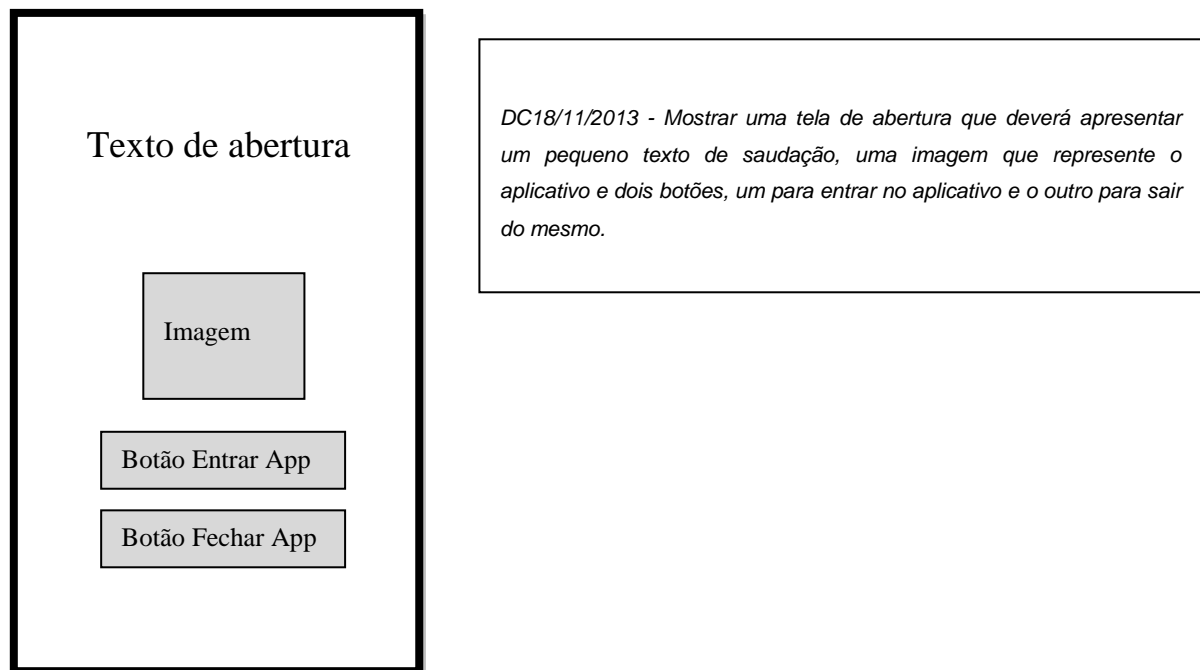 Texto de abertura
Imagem
Botão Entrar App
Botão Fechar App
DC18/11/2013 - Mostrar uma tela de abertura que deverá apresentar
um pequeno texto de saudação, uma imagem que represente o
aplicativo e dois botões, um para entrar no aplicativo e o outro para sair
do mesmo.